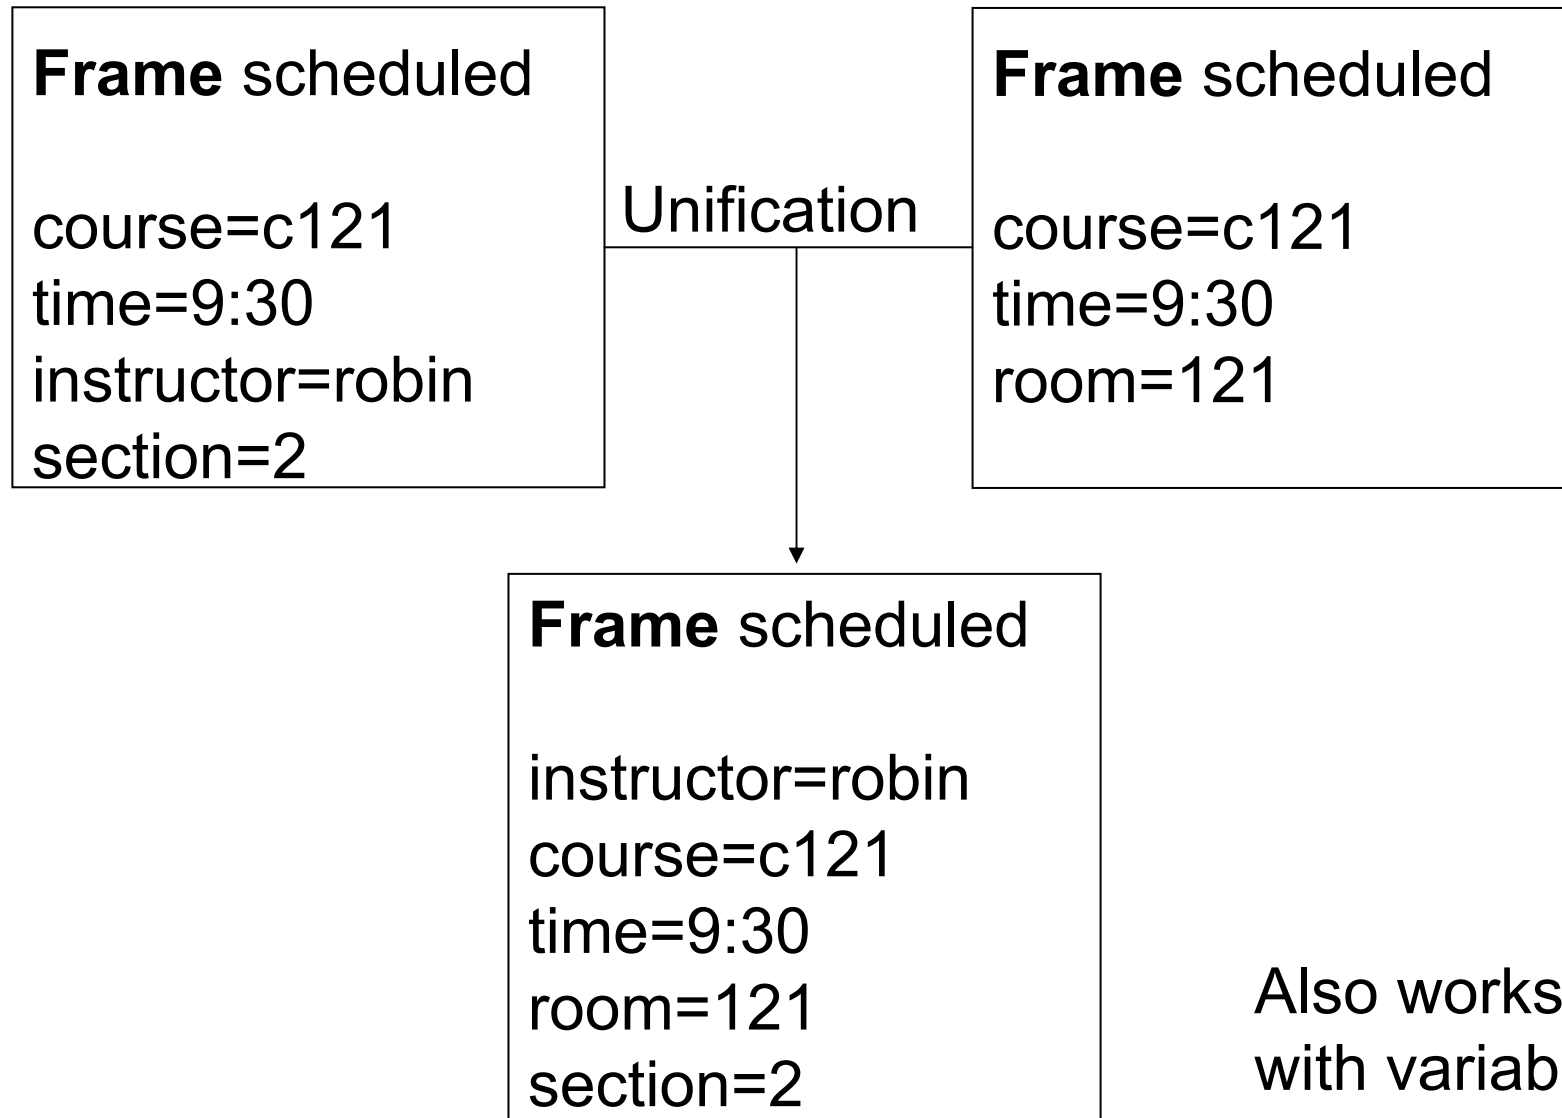 Frame scheduled
course=c121
time=9:30
instructor=robin
section=2
Unification
Frame scheduled
course=c121
time=9:30
room=121
Frame scheduled
instructor=robin
course=c121
time=9:30
room=121
section=2
Also works
with variab